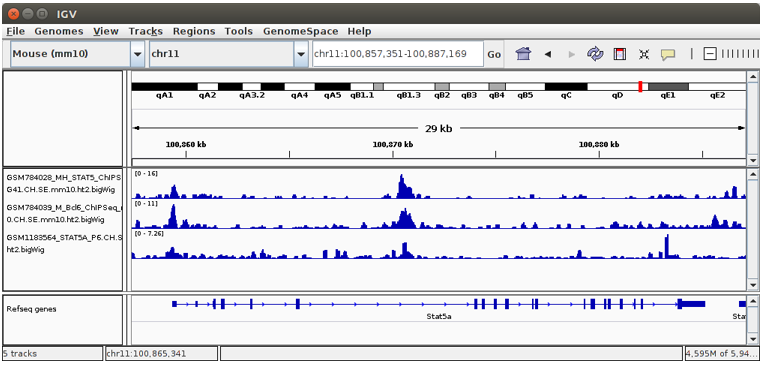 IGV
File Genomes View Tracks Regions Tools GenomeSpace Help
Mouse (mm10) chr11 chr11:100,857,351-100,887,169 Go
qA1 qA2 qA3.2 qA4 qA5 qB1.1 qB1.3 qB2 qB3 qB4 qB5 qC qD qE1 qE2
29 kb
100,860 kb 100,870 kb 100,880 kb
GSM784028_MH_STAT5_ChIPS
G41.CH.SE.mm10.ht2.bigWig
[0 - 16]
GSM784039_M_Bcl6_ChIPSeq_
0.CH.SE.mm10.ht2.bigWig
[0 - 11]
GSM1183564_STAT5A_P6.CH.S
ht2.bigWig
[0 - 7.26]
Refseq genes
Stat5a
Sta
5 tracks chr11:100,865,341 4,595M of 5,94...